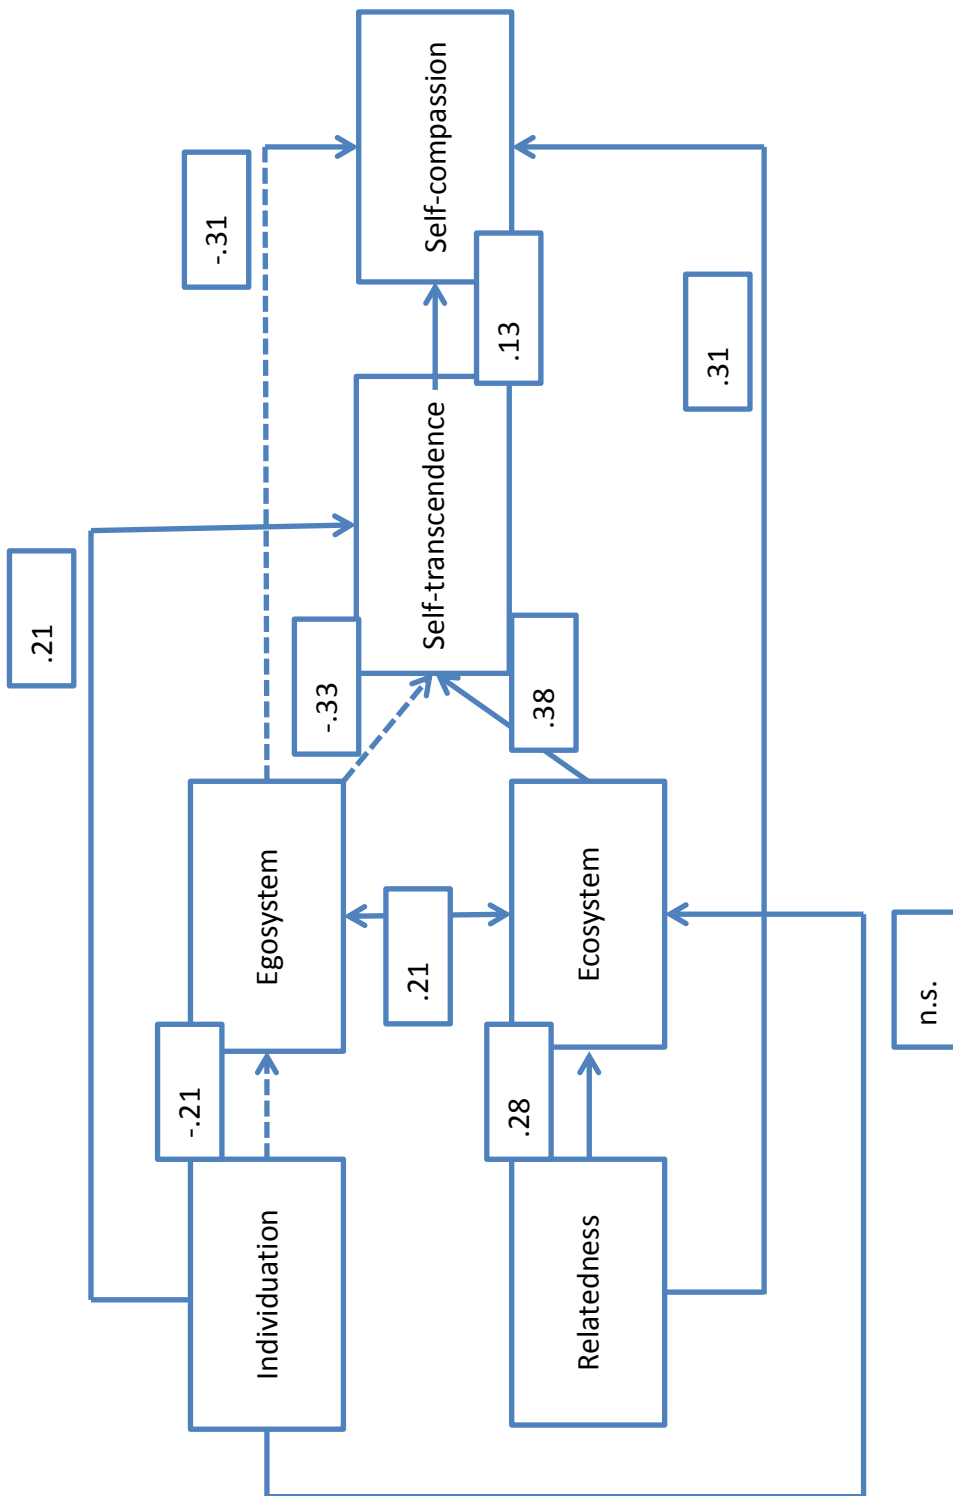 .21
-.31
-.21
-.33
Individuation
Egosystem
.21
Self-transcendence
Self-compassion
.13
.28
.38
Relatedness
Ecosystem
.31
n.s.